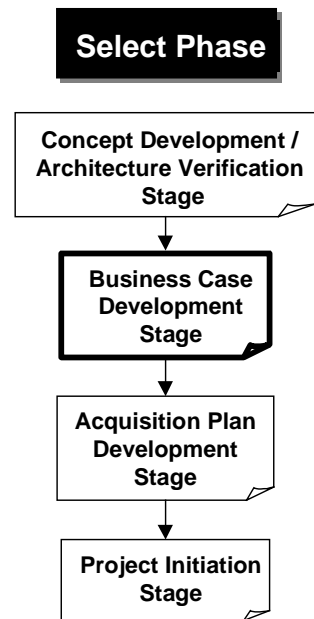 Select Phase
Concept Development /
Architecture Verification
Stage
Business Case
Development
Stage
Acquisition Plan
Development
Stage
Project Initiation
Stage